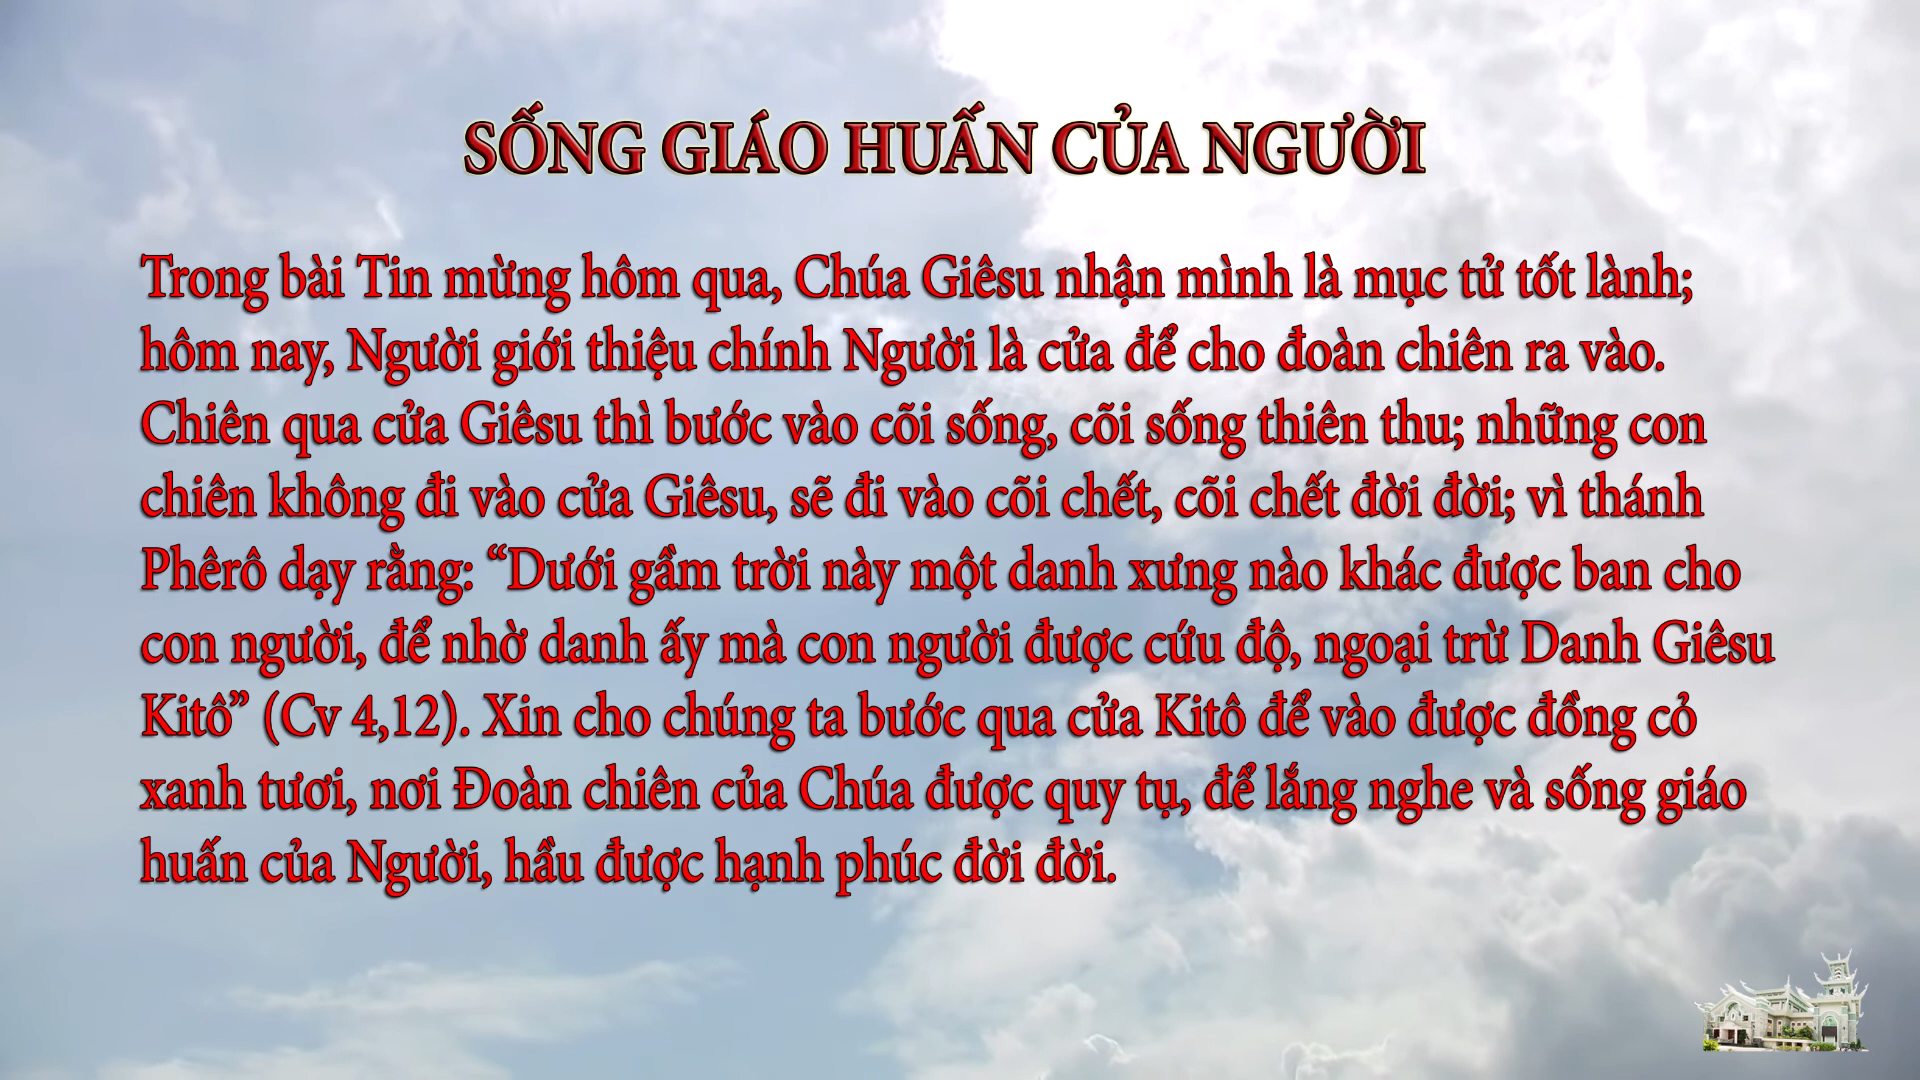 SỐNG GIÁO HUẤN CỦA NGƯỜI
Trong bài Tin mừng hôm qua, Chúa Giêsu nhận mình là mục tử tốt lành;
hôm nay, Người giới thiệu chính Người là cửa để cho đoàn chiên ra vào.
Chiên qua cửa Giêsu thì bước vào cõi sống, cõi sống thiên thu; những con
chiên không đi vào cửa Giêsu, sẽ đi vào cõi chết, cõi chết đời đời; vì thánh
Phêrô dạy rằng: “Dưới gầm trời này một danh xưng nào khác được ban cho
con người, để nhờ danh ấy mà con người được cứu độ, ngoại trừ Danh Giêsu
Kitô” (Cv 4,12). Xin cho chúng ta bước qua cửa Kitô để vào được đồng cỏ
xanh tươi, nơi Đoàn chiên của Chúa được quy tụ, để lắng nghe và sống giáo
huấn của Người, hầu được hạnh phúc đời đời.